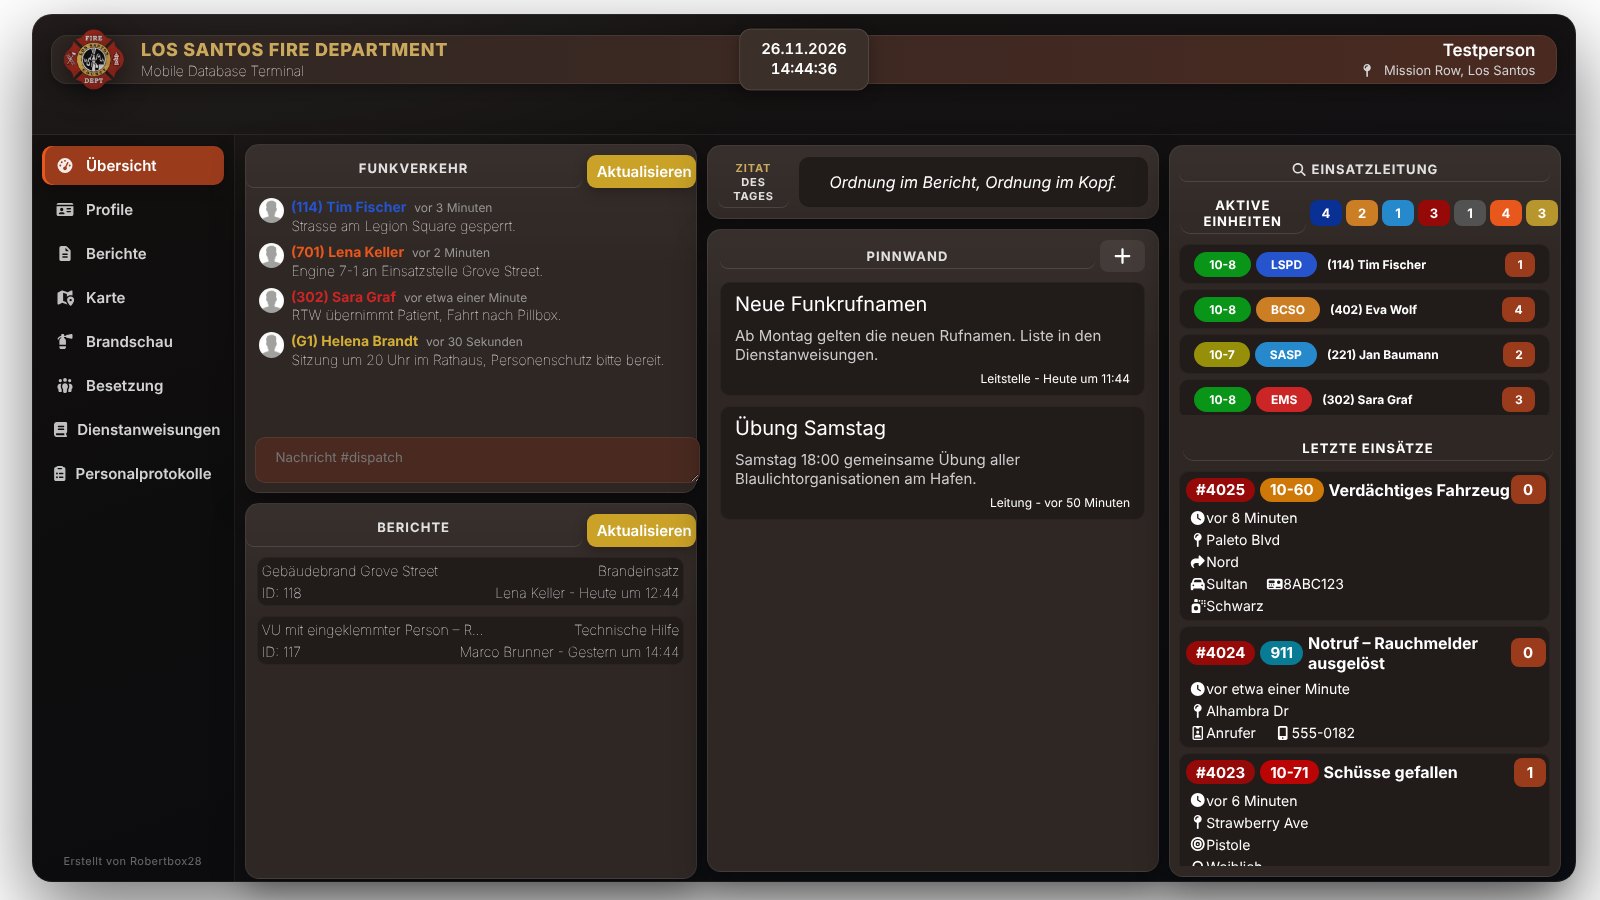 FIRE
DEPT
LOS SANTOS FIRE DEPARTMENT
Mobile Database Terminal
26.11.2026
14:44:36
Testperson
Mission Row, Los Santos
Übersicht
Profile
Berichte
Karte
Brandschau
Besetzung
Dienstanweisungen
Personalprotokolle
Erstellt von Robertbox28
FUNKVERKEHR
Aktualisieren
(114) Tim Fischer vor 3 Minuten
Strasse am Legion Square gesperrt.
(701) Lena Keller vor 2 Minuten
Engine 7-1 an Einsatzstelle Grove Street.
(302) Sara Graf vor etwa einer Minute
RTW übernimmt Patient, Fahrt nach Pillbox.
(G1) Helena Brandt vor 30 Sekunden
Sitzung um 20 Uhr im Rathaus, Personenschutz bitte bereit.
Nachricht #dispatch
BERICHTE
Aktualisieren
Gebäudebrand Grove Street Brandeinsatz
ID: 118 Lena Keller - Heute um 12:44
VU mit eingeklemmter Person – R... Technische Hilfe
ID: 117 Marco Brunner - Gestern um 14:44
ZITAT
DES
TAGES
Ordnung im Bericht, Ordnung im Kopf.
PINNWAND
+
Neue Funkrufnamen
Ab Montag gelten die neuen Rufnamen. Liste in den
Dienstanweisungen.
Leitstelle - Heute um 11:44
Übung Samstag
Samstag 18:00 gemeinsame Übung aller
Blaulichtorganisationen am Hafen.
Leitung - vor 50 Minuten
EINSATZLEITUNG
AKTIVE
EINHEITEN
4 2 1 3 1 4 3
10-8 LSPD (114) Tim Fischer 1
10-8 BCSO (402) Eva Wolf 4
10-7 SASP (221) Jan Baumann 2
10-8 EMS (302) Sara Graf 3
LETZTE EINSÄTZE
#4025 10-60 Verdächtiges Fahrzeug 0
vor 8 Minuten
Paleto Blvd
Nord
Sultan 8ABC123
Schwarz
#4024 911 Notruf – Rauchmelder
ausgelöst 0
vor etwa einer Minute
Alhambra Dr
Anrufer 555-0182
#4023 10-71 Schüsse gefallen 1
vor 6 Minuten
Strawberry Ave
Pistole
Weiblich